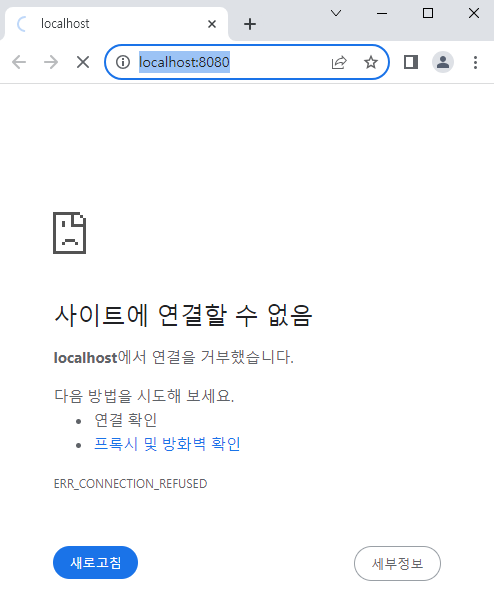 localhost
localhost:8080
사이트에 연결할 수 없음
localhost에서 연결을 거부했습니다.
다음 방법을 시도해 보세요.
연결 확인
프록시 및 방화벽 확인
ERR_CONNECTION_REFUSED
새로고침
세부정보